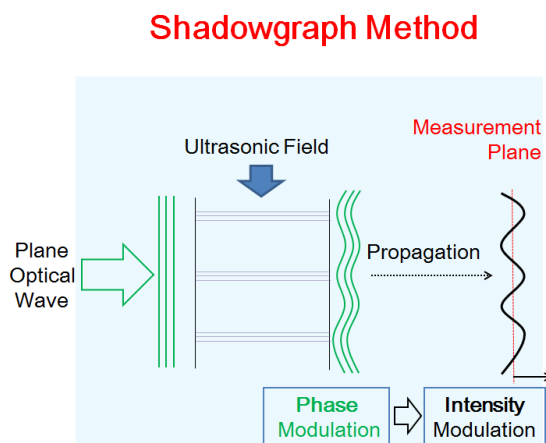 Shadowgraph Method
Measurement
Plane
Ultrasonic Field
Plane
Optical
Wave
Propagation
Phase
Modulation
Intensity
Modulation